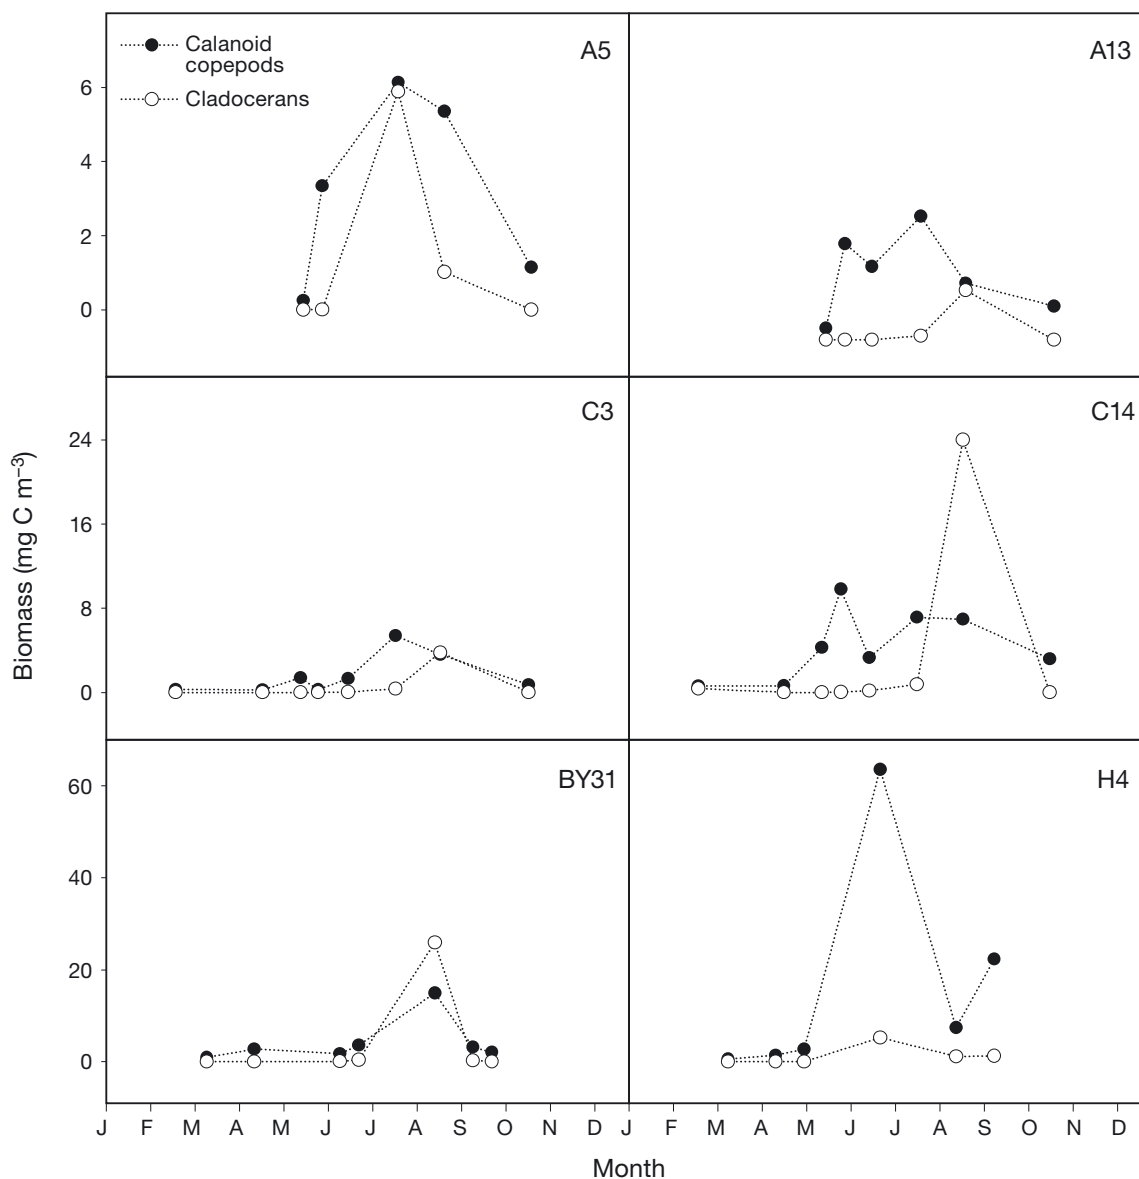 Calanoid
copepods
Cladocerans
A5
A13
6
4
2
0
C3
C14
24
16
8
0
BY31
H4
60
40
20
0
Biomass (mg C m⁻³)
J F M A M J J A S O N D J F M A M J J A S O N D
Month